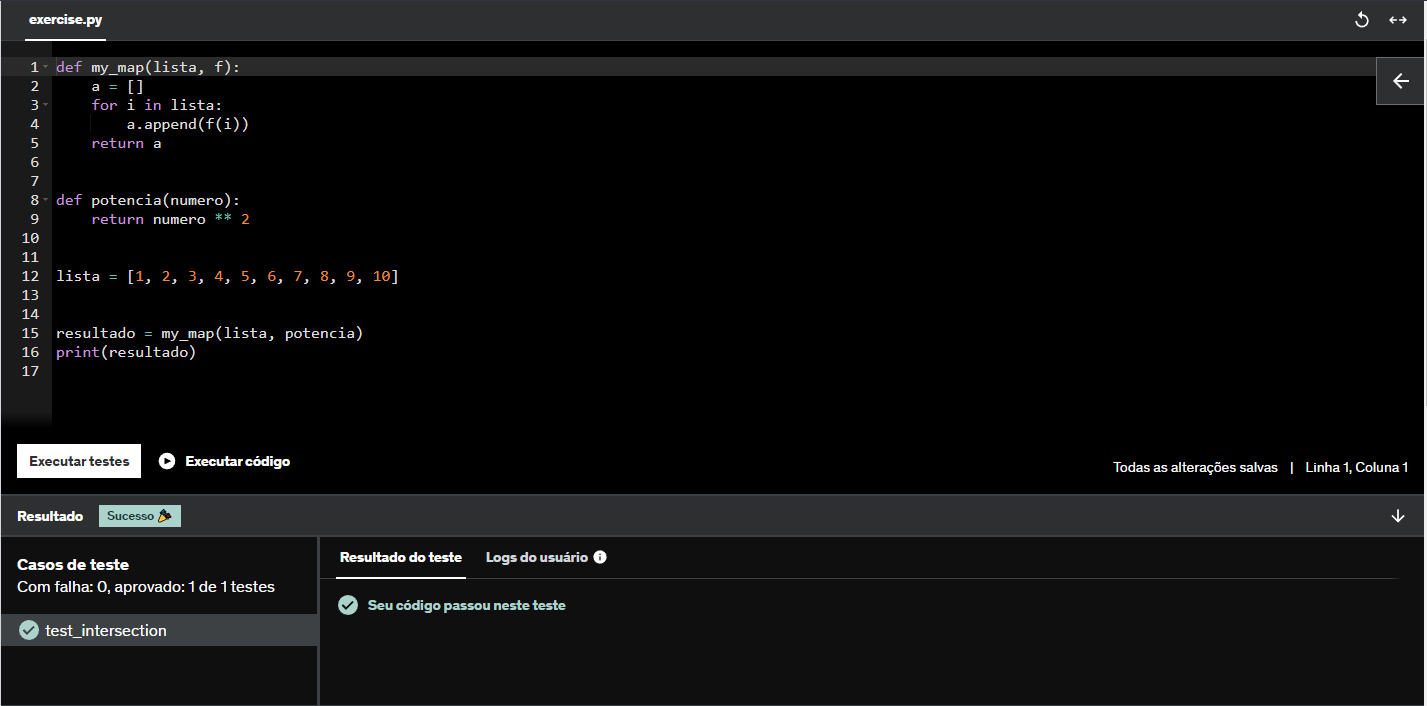 exercise.py
1 def my_map(lista, f):
2     a = []
3     for i in lista:
4         a.append(f(i))
5     return a
6
7
8 def potencia(numero):
9     return numero ** 2
10
11
12 lista = [1, 2, 3, 4, 5, 6, 7, 8, 9, 10]
13
14
15 resultado = my_map(lista, potencia)
16 print(resultado)
17
Executar testes Executar código Todas as alterações salvas | Linha 1, Coluna 1
Resultado Sucesso
Casos de teste
Com falha: 0, aprovado: 1 de 1 testes
test_intersection
Resultado do teste Logs do usuário
Seu código passou neste teste